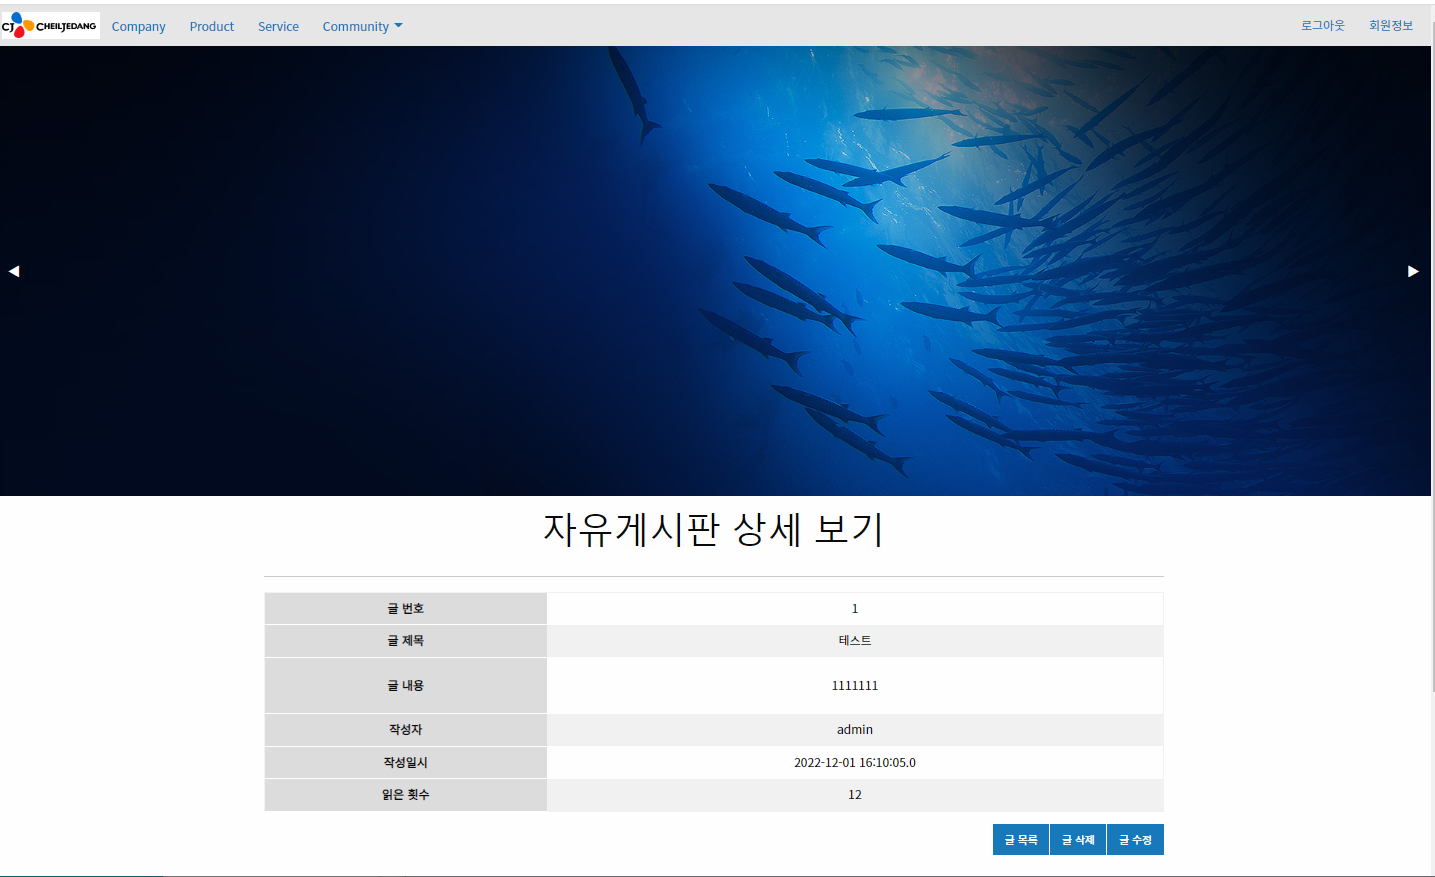 CJ CHEILJEDANG Company Product Service Community 로그아웃 회원정보
자유게시판 상세 보기
글 번호 1
글 제목 테스트
글 내용 1111111
작성자 admin
작성일시 2022-12-01 16:10:05.0
읽은 횟수 12
글 목록 글 삭제 글 수정